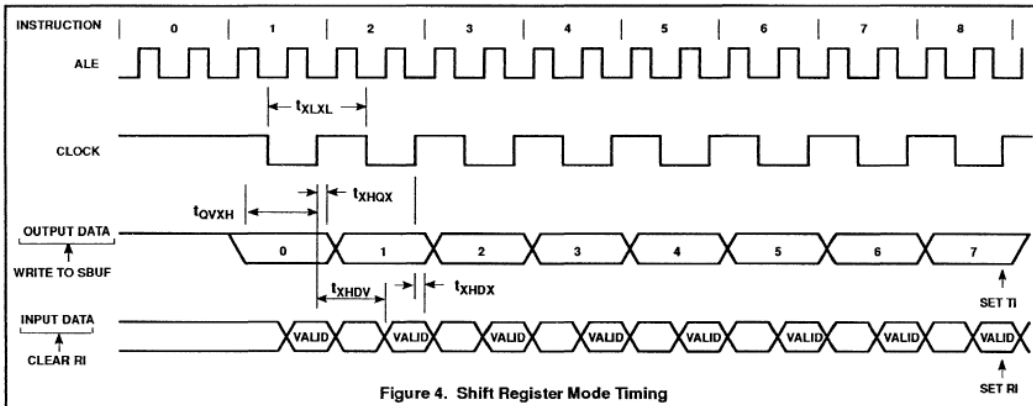 INSTRUCTION 0 1 2 3 4 5 6 7 8
ALE
tXLXL
CLOCK
tXHQX
tQVXH
OUTPUT DATA 0 1 2 3 4 5 6 7
WRITE TO SBUF
tXHDV tXHDX
SET TI
INPUT DATA VALID VALID VALID VALID VALID VALID VALID VALID
CLEAR RI
SET RI
Figure 4. Shift Register Mode Timing